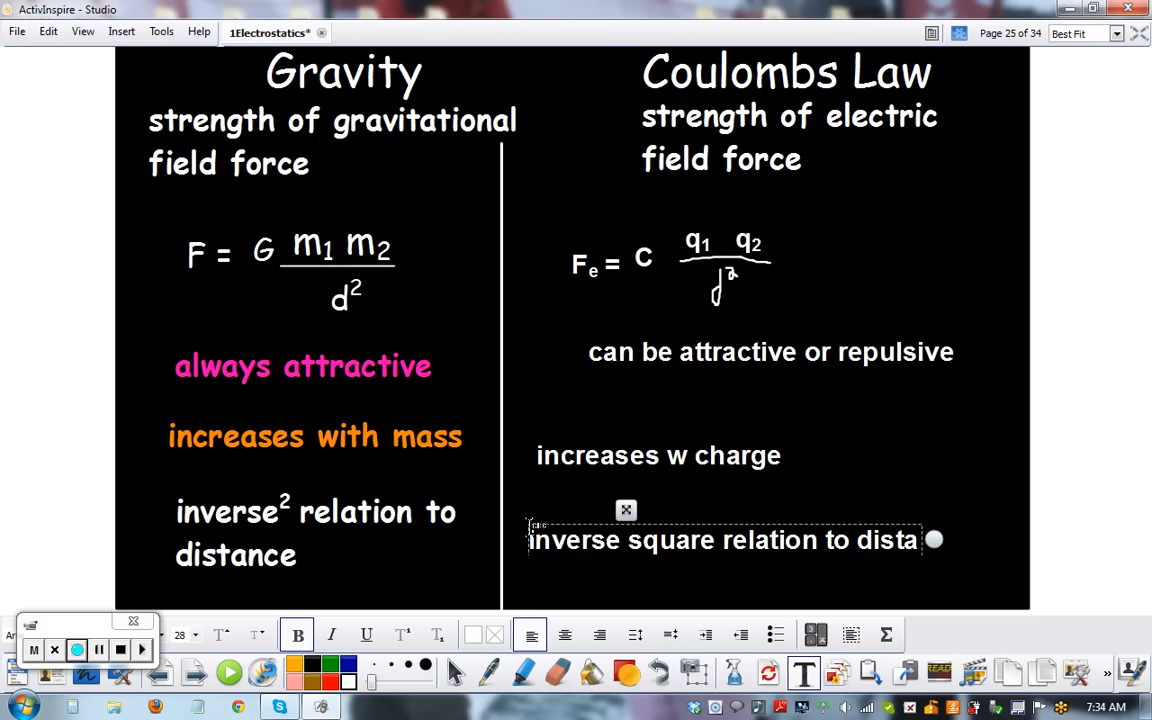 ActivInspire - Studio
File Edit View Insert Tools Help 1Electrostatics* Page 25 of 34 Best Fit
Gravity
strength of gravitational
field force
F = G m1 m2
d2
always attractive
increases with mass
inverse2 relation to
distance
Coulombs Law
strength of electric
field force
Fe = C q1 q2
d2
can be attractive or repulsive
increases w charge
inverse square relation to dista
28 B I U
M
T
7:34 AM